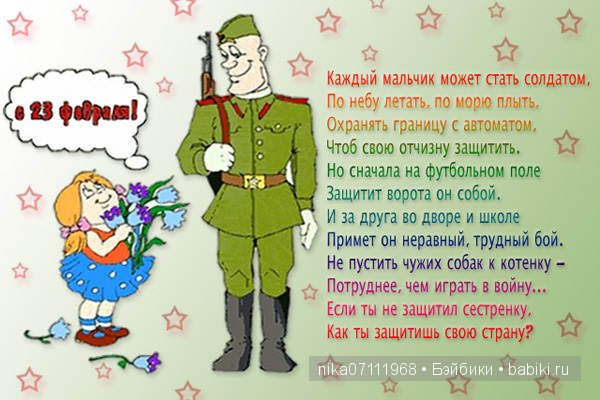 с 23 февраля!
Каждый мальчик может стать солдатом,
По небу летать, по морю плыть,
Охранять границу с автоматом,
Чтоб свою отчизну защитить.
Но сначала на футбольном поле
Защитит ворота он собой.
И за друга во дворе и школе
Примет он неравный, трудный бой.
Не пустить чужих собак к котенку –
Потруднее, чем играть в войну...
Если ты не защитил сестренку,
Как ты защитишь свою страну?
nika07111968 • Бэйбики • babiki.ru